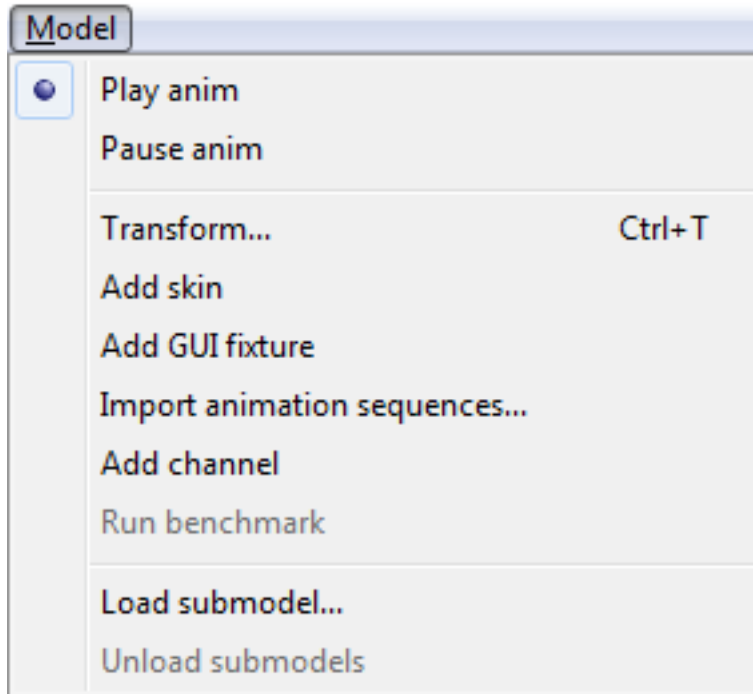 Model
Play anim
Pause anim
Transform... Ctrl+T
Add skin
Add GUI fixture
Import animation sequences...
Add channel
Run benchmark
Load submodel...
Unload submodels